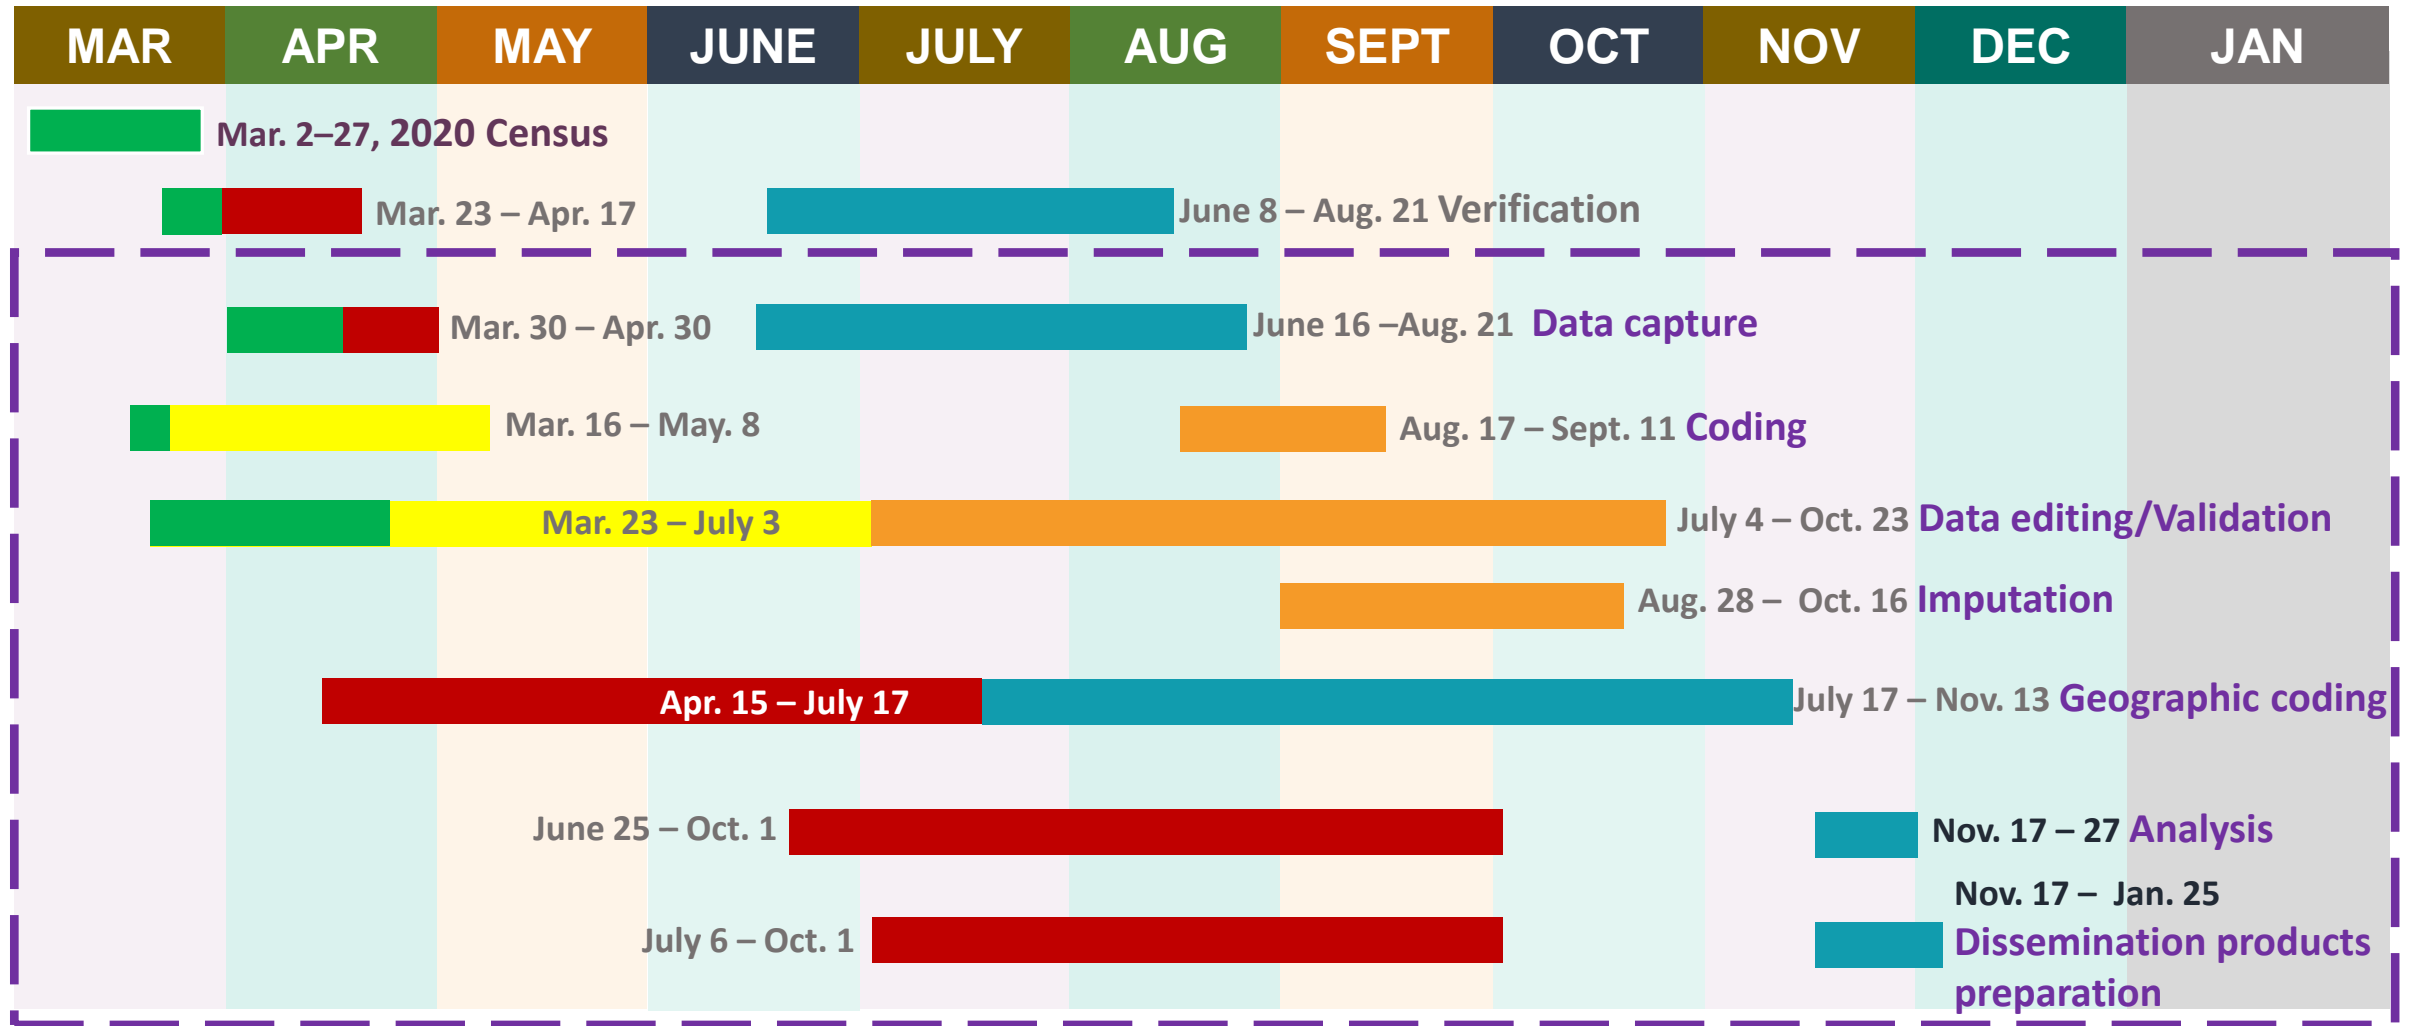 MAR APR MAY JUNE JULY AUG SEPT OCT NOV DEC JAN
Mar. 2–27, 2020 Census
Mar. 23 – Apr. 17 June 8 – Aug. 21 Verification
Mar. 30 – Apr. 30 June 16 –Aug. 21 Data capture
Mar. 16 – May. 8 Aug. 17 – Sept. 11 Coding
Mar. 23 – July 3 July 4 – Oct. 23 Data editing/Validation
Aug. 28 – Oct. 16 Imputation
Apr. 15 – July 17 July 17 – Nov. 13 Geographic coding
June 25 – Oct. 1 Nov. 17 – 27 Analysis
Nov. 17 – Jan. 25
July 6 – Oct. 1 Dissemination products
preparation